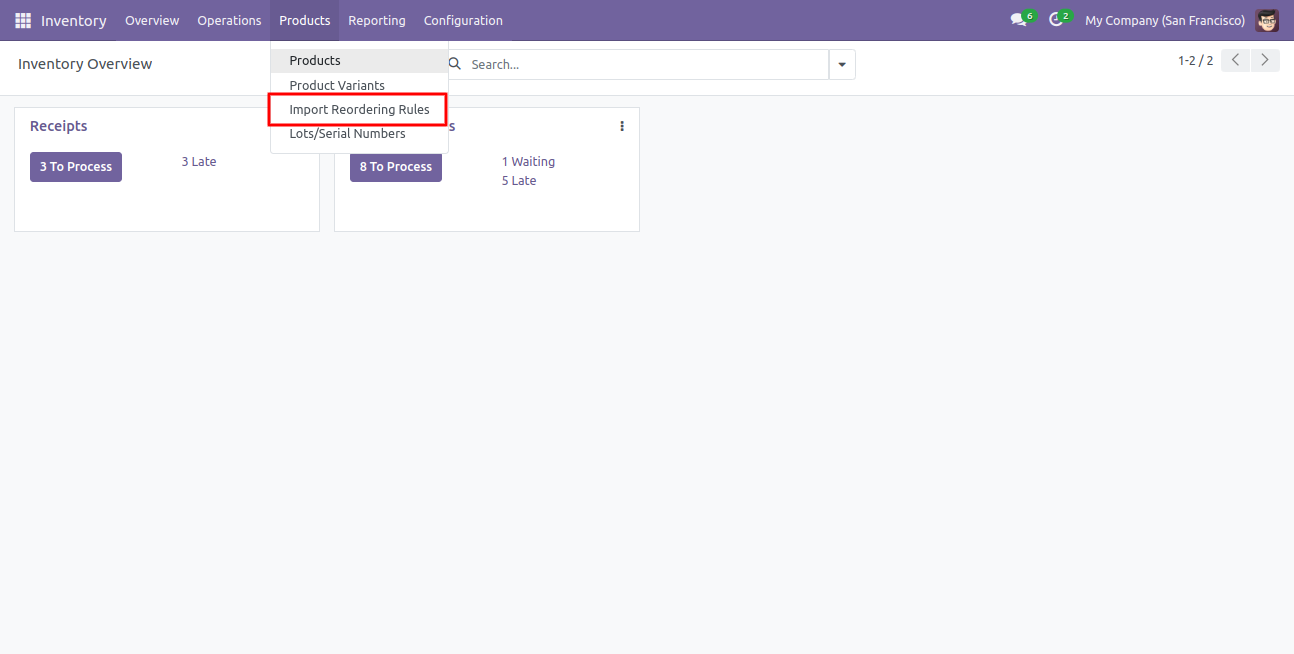 Inventory Overview Operations Products Reporting Configuration 6 2 My Company (San Francisco)
Inventory Overview
Search...
1-2 / 2
Products
Product Variants
Import Reordering Rules
Lots/Serial Numbers
Receipts
3 To Process
3 Late
s
8 To Process
1 Waiting
5 Late